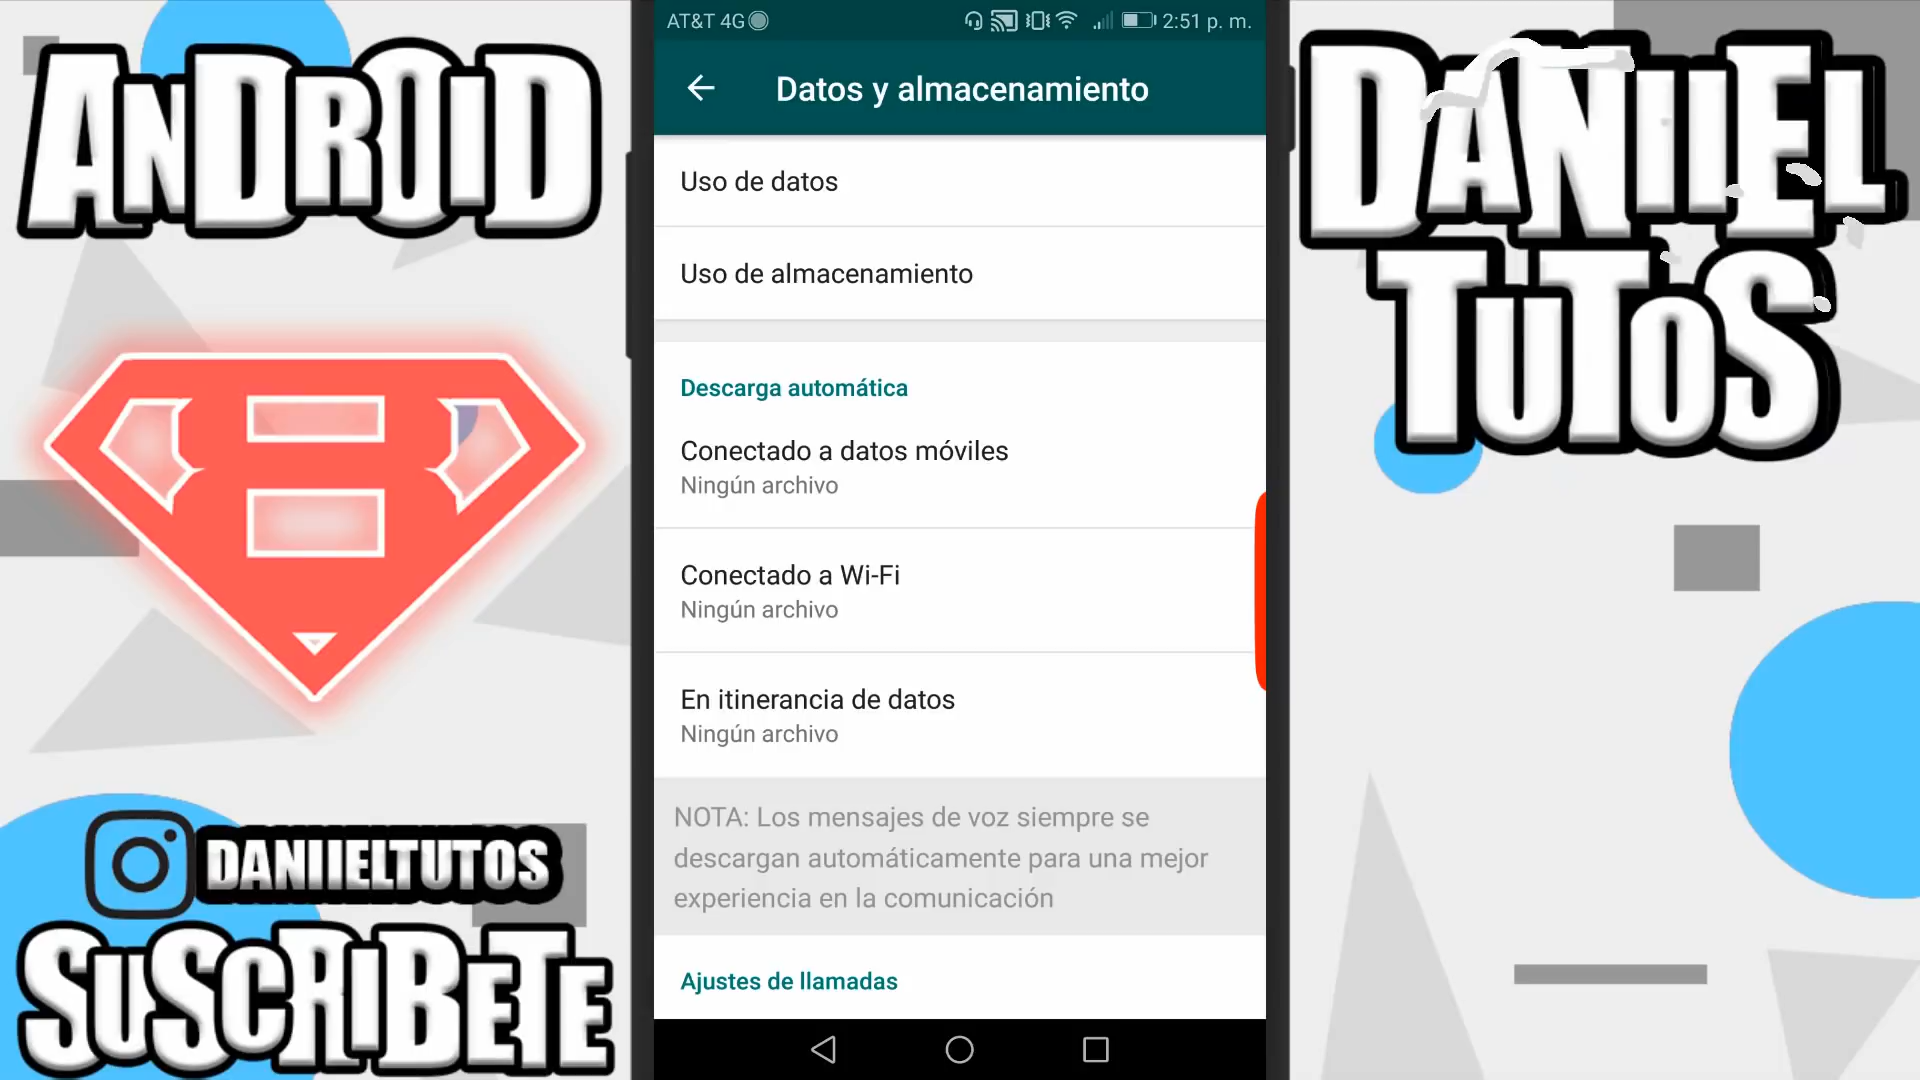 ANDROID
DANIIELTUTOS
SUSCRIBETE
AT&T 4G
2:51 p. m.
Datos y almacenamiento
Uso de datos
Uso de almacenamiento
Descarga automática
Conectado a datos móviles
Ningún archivo
Conectado a Wi-Fi
Ningún archivo
En itinerancia de datos
Ningún archivo
NOTA: Los mensajes de voz siempre se
descargan automáticamente para una mejor
experiencia en la comunicación
Ajustes de llamadas
DANIIEL
TUTOS